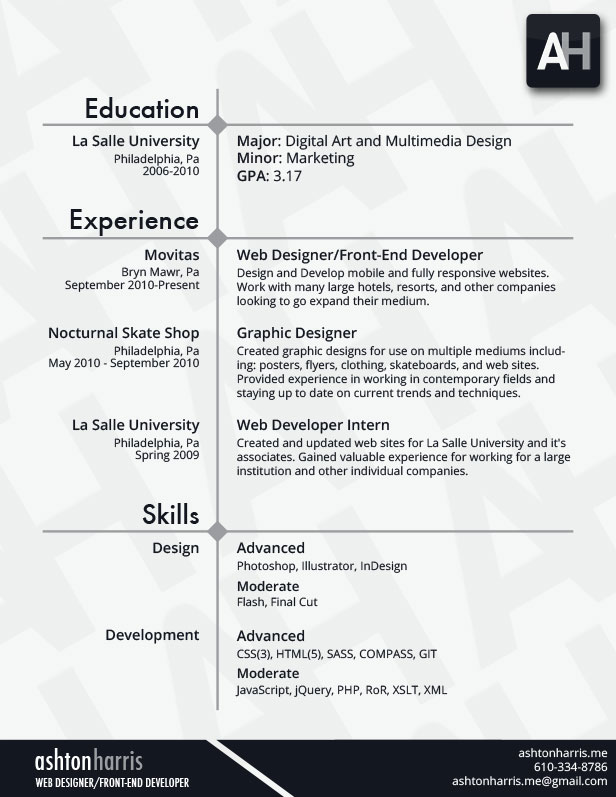 AH
Education
La Salle University
Philadelphia, Pa
2006-2010
Major: Digital Art and Multimedia Design
Minor: Marketing
GPA: 3.17
Experience
Movitas
Bryn Mawr, Pa
September 2010-Present
Web Designer/Front-End Developer
Design and Develop mobile and fully responsive websites.
Work with many large hotels, resorts, and other companies
looking to go expand their medium.
Nocturnal Skate Shop
Philadelphia, Pa
May 2010 - September 2010
Graphic Designer
Created graphic designs for use on multiple mediums includ-
ing: posters, flyers, clothing, skateboards, and web sites.
Provided experience in working in contemporary fields and
staying up to date on current trends and techniques.
La Salle University
Philadelphia, Pa
Spring 2009
Web Developer Intern
Created and updated web sites for La Salle University and it's
associates. Gained valuable experience for working for a large
institution and other individual companies.
Skills
Design
Advanced
Photoshop, Illustrator, InDesign
Moderate
Flash, Final Cut
Development
Advanced
CSS(3), HTML(5), SASS, COMPASS, GIT
Moderate
JavaScript, jQuery, PHP, RoR, XSLT, XML
ashtonharris
WEB DESIGNER/FRONT-END DEVELOPER
ashtonharris.me
610-334-8786
ashtonharris.me@gmail.com